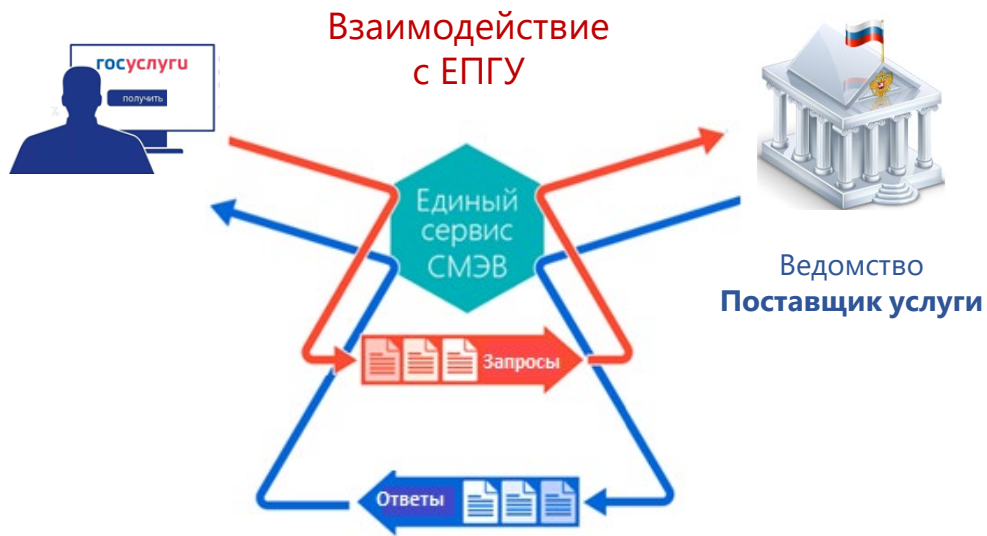 Взаимодействие
с ЕПГУ
госуслуги
получить
Единый
сервис
СМЭВ
Ведомство
Поставщик услуги
Запросы
Ответы